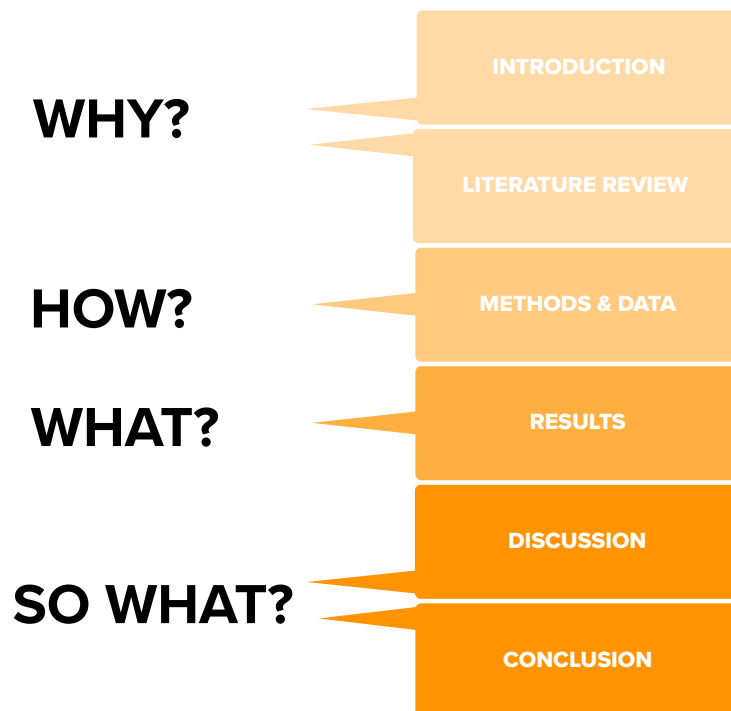 INTRODUCTION
WHY?
LITERATURE REVIEW
HOW?
METHODS & DATA
WHAT?
RESULTS
DISCUSSION
SO WHAT?
CONCLUSION